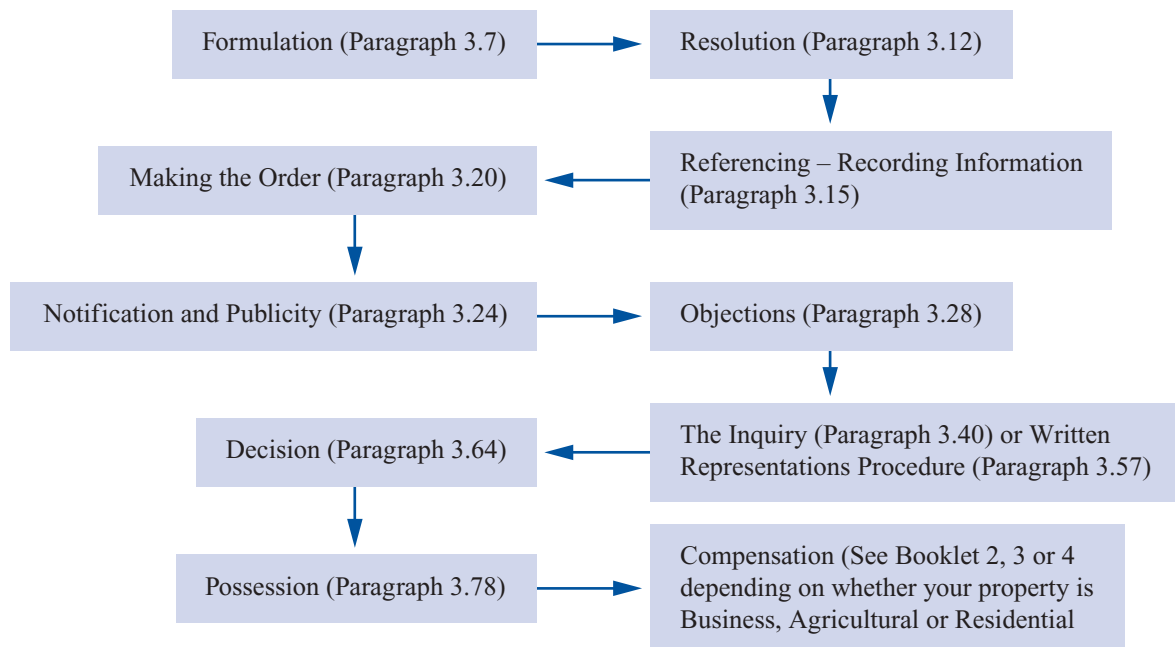 Formulation (Paragraph 3.7)
Resolution (Paragraph 3.12)
Referencing – Recording Information
(Paragraph 3.15)
Making the Order (Paragraph 3.20)
Notification and Publicity (Paragraph 3.24)
Objections (Paragraph 3.28)
The Inquiry (Paragraph 3.40) or Written
Representations Procedure (Paragraph 3.57)
Decision (Paragraph 3.64)
Possession (Paragraph 3.78)
Compensation (See Booklet 2, 3 or 4
depending on whether your property is
Business, Agricultural or Residential